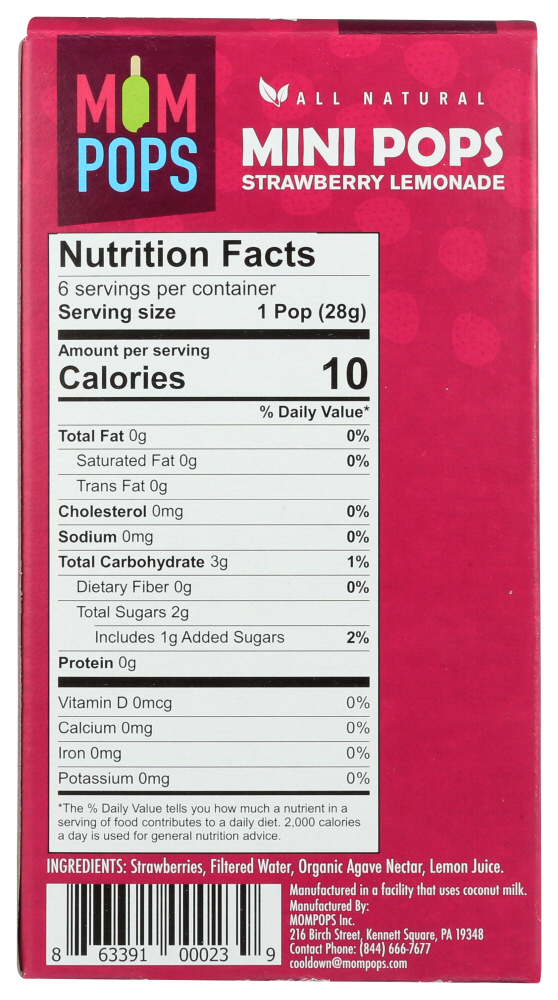 MOM
POPS
ALL NATURAL
MINI POPS
STRAWBERRY LEMONADE
Nutrition Facts
6 servings per container
Serving size 1 Pop (28g)
Amount per serving
Calories 10
% Daily Value*
Total Fat 0g 0%
Saturated Fat 0g 0%
Trans Fat 0g
Cholesterol 0mg 0%
Sodium 0mg 0%
Total Carbohydrate 3g 1%
Dietary Fiber 0g 0%
Total Sugars 2g
Includes 1g Added Sugars 2%
Protein 0g
Vitamin D 0mcg 0%
Calcium 0mg 0%
Iron 0mg 0%
Potassium 0mg 0%
*The % Daily Value tells you how much a nutrient in a
serving of food contributes to a daily diet. 2,000 calories
a day is used for general nutrition advice.
INGREDIENTS: Strawberries, Filtered Water, Organic Agave Nectar, Lemon Juice.
Manufactured in a facility that uses coconut milk.
Manufactured By:
MOMPOPS Inc.
216 Birch Street, Kennett Square, PA 19348
Contact Phone: (844) 666-7677
cooldown@mompops.com
8 63391 00023 9